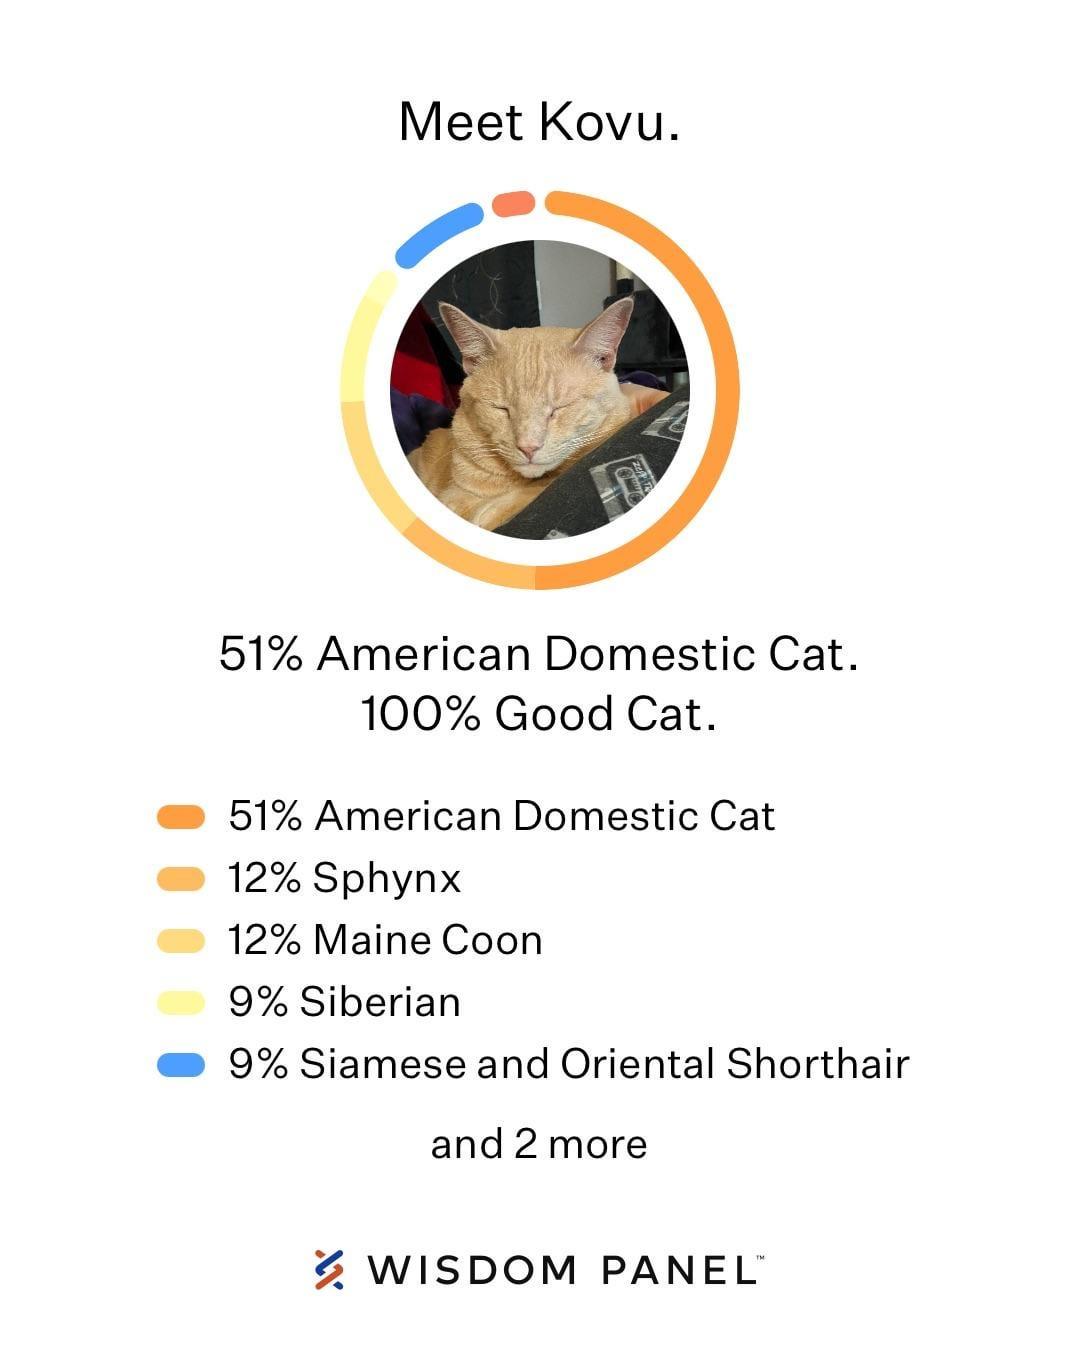 Meet Kovu.
51% American Domestic Cat.
100% Good Cat.
51% American Domestic Cat
12% Sphynx
12% Maine Coon
9% Siberian
9% Siamese and Oriental Shorthair
and 2 more
WISDOM PANEL™